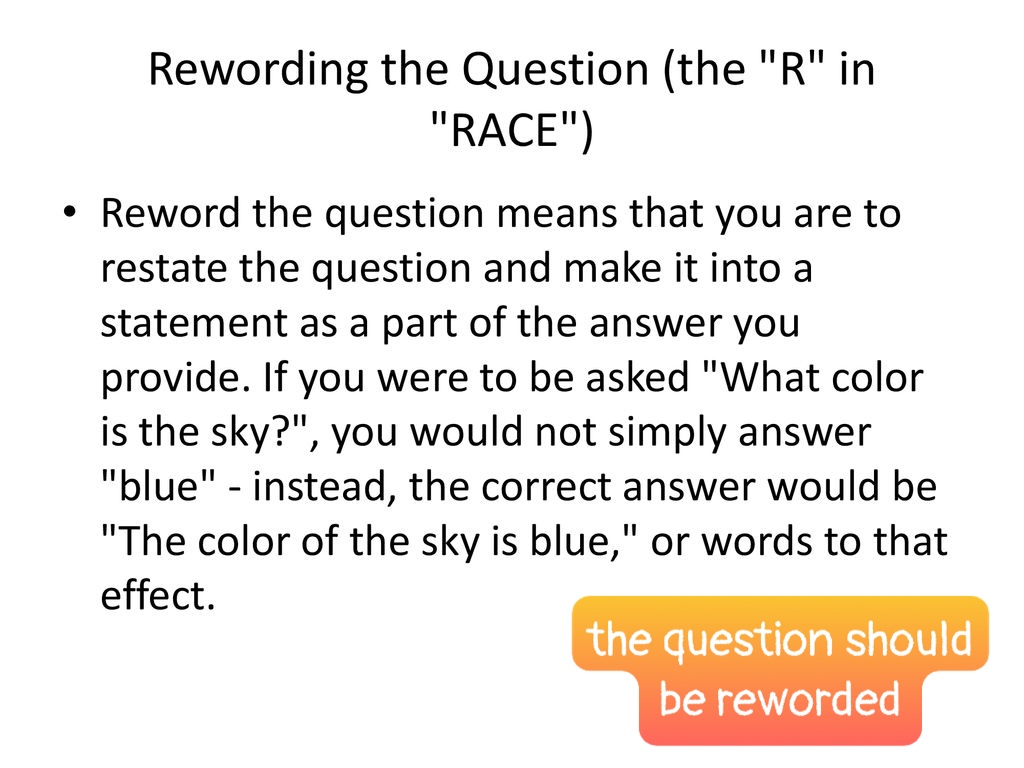 Rewording the Question (the "R" in
"RACE")
• Reword the question means that you are to
restate the question and make it into a
statement as a part of the answer you
provide. If you were to be asked "What color
is the sky?", you would not simply answer
"blue" - instead, the correct answer would be
"The color of the sky is blue," or words to that
effect.
the question should
be reworded